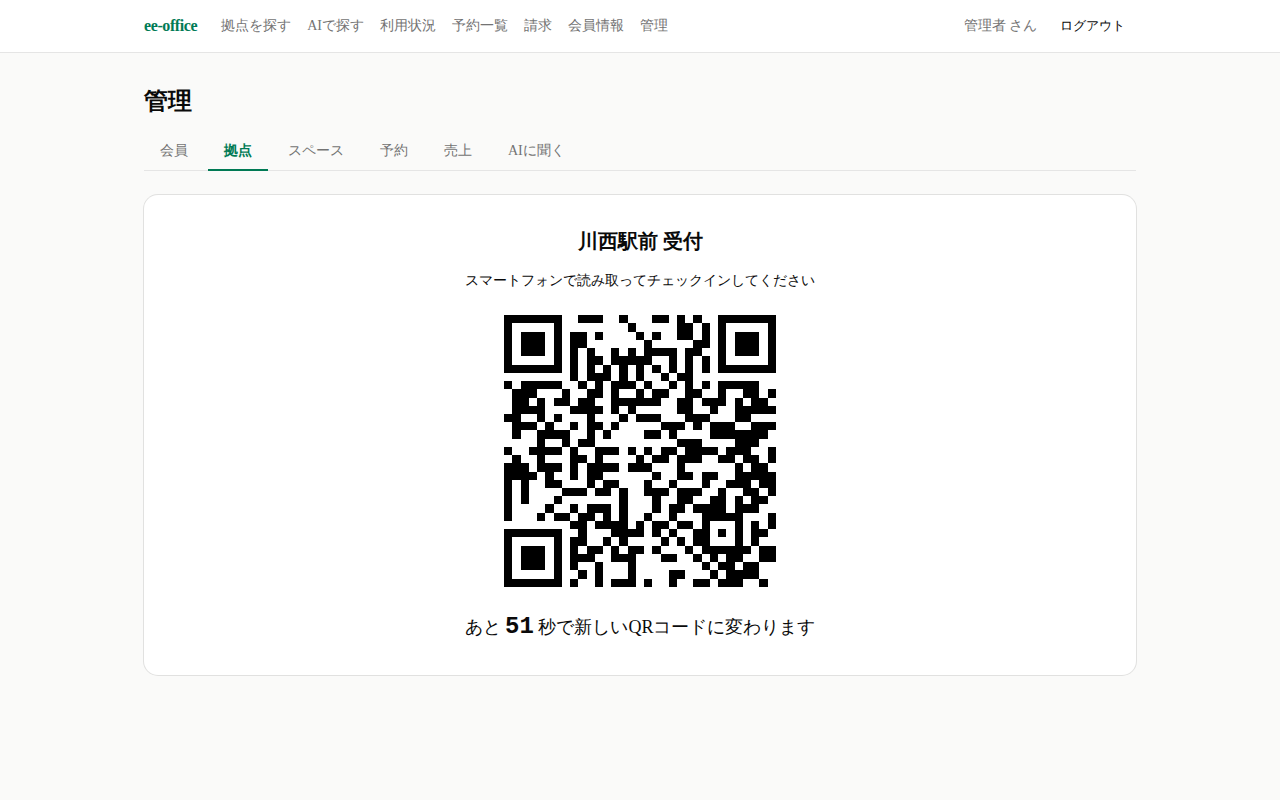 ee-office 拠点を探す AIで探す 利用状況 予約一覧 請求 会員情報 管理 管理者 さん ログアウト
管理
会員 拠点 スペース 予約 売上 AIに聞く
川西駅前 受付
スマートフォンで読み取ってチェックインしてください
あと 51 秒で新しいQRコードに変わります